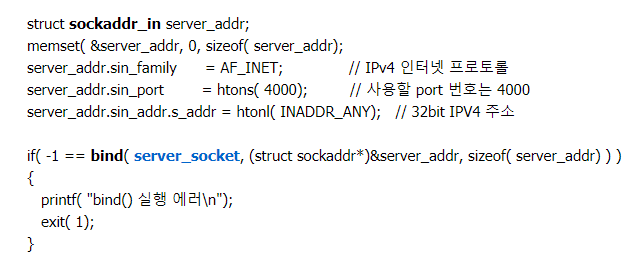 struct sockaddr_in server_addr;
memset( &server_addr, 0, sizeof( server_addr);
server_addr.sin_family = AF_INET; // IPv4 인터넷 프로토롤
server_addr.sin_port = htons( 4000); // 사용할 port 번호는 4000
server_addr.sin_addr.s_addr = htonl( INADDR_ANY); // 32bit IPV4 주소
if( -1 == bind( server_socket, (struct sockaddr*)&server_addr, sizeof( server_addr) ) )
{
printf( "bind() 실행 에러\n");
exit( 1);
}